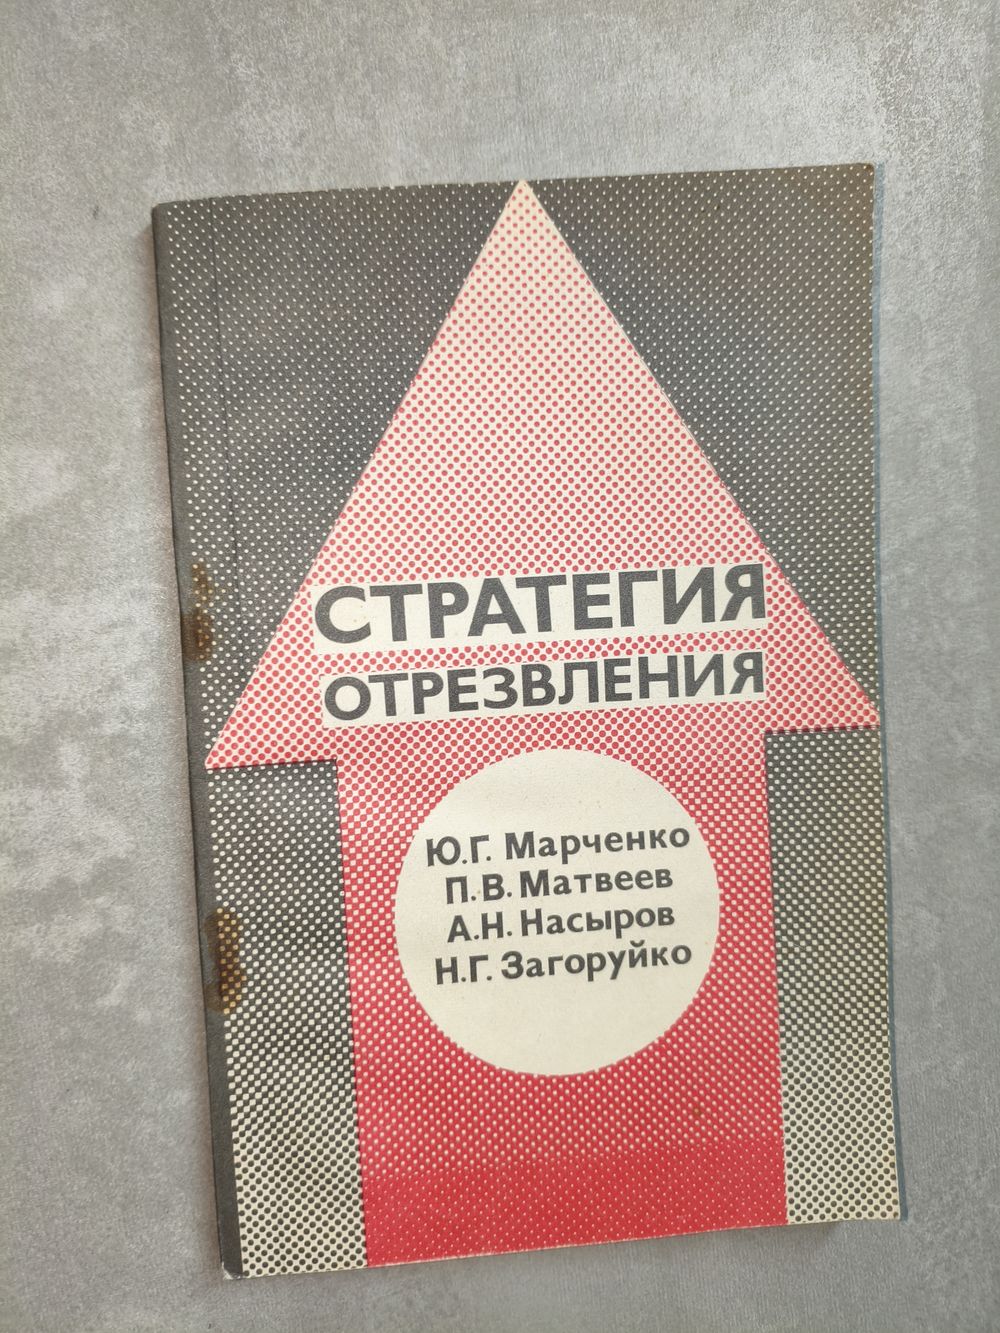 СТРАТЕГИЯ
ОТРЕЗВЛЕНИЯ
Ю.Г. Марченко
П.В. Матвеев
А.Н. Насыров
Н.Г. Загоруйко